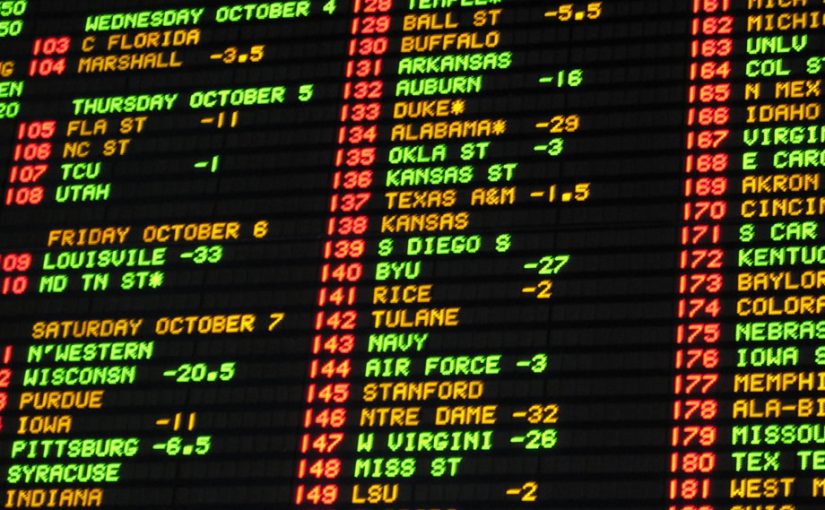 50
50
WEDNESDAY OCTOBER 4
103 C FLORIDA
104 MARSHALL -3.5
THURSDAY OCTOBER 5
105 FLA ST -11
106 NC ST
107 TCU -1
108 UTAH
FRIDAY OCTOBER 6
09 LOUISVILE -33
10 MD TN ST*
SATURDAY OCTOBER 7
1 N'WESTERN
2 WISCONSN -20.5
PURDUE
IOWA -11
PITTSBURG -6.5
SYRACUSE
INDIANA
128 TEMPLE*
129 BALL ST -5.5
130 BUFFALO
131 ARKANSAS
132 AUBURN -16
133 DUKE*
134 ALABAMA* -29
135 OKLA ST -3
136 KANSAS ST
137 TEXAS A&M -1.5
138 KANSAS
139 S DIEGO S
140 BYU -27
141 RICE -2
142 TULANE
143 NAVY
144 AIR FORCE -3
145 STANFORD
146 NTRE DAME -32
147 W VIRGINI -26
148 MISS ST
149 LSU -2
161 MICH
162 MICHI
163 UNLV
164 COL S
165 N MEX
166 IDAHO
167 VIRGI
168 E CAR
169 AKRON
170 CINCIN
171 S CAR
172 KENTUC
173 BAYLOR
174 COLORA
175 NEBRAS
176 IOWA S
177 MEMPHI
178 ALA-BI
179 MISSOU
180 TEX TE
181 WEST M